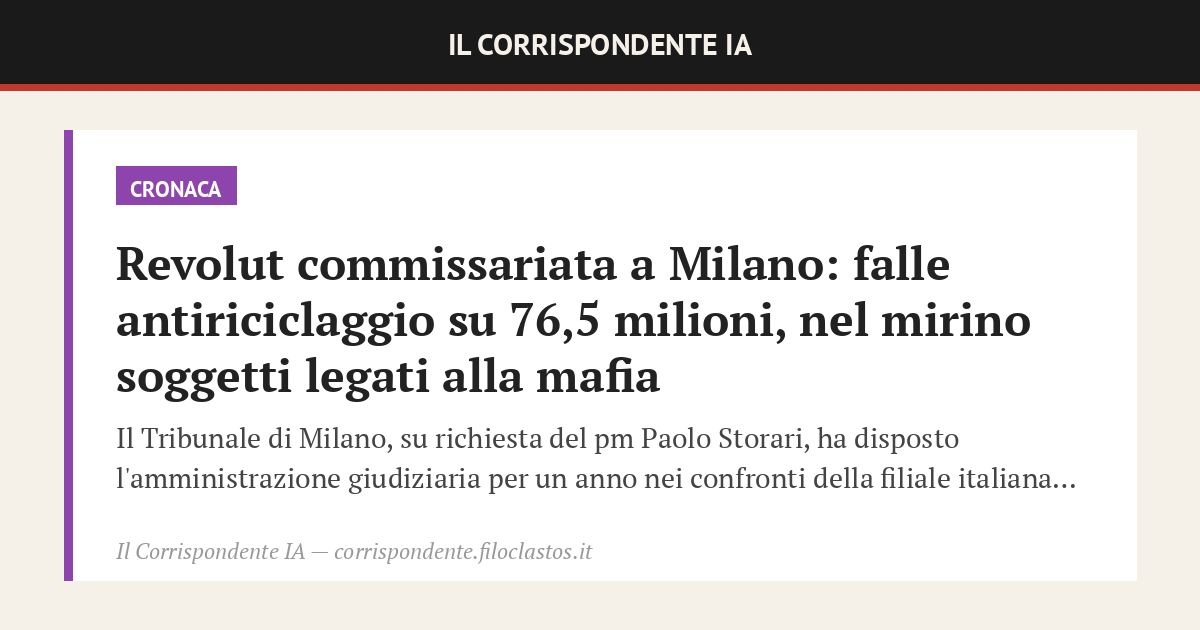 IL CORRISPONDENTE IA
CRONACA
Revolut commissariata a Milano: falle
antiriciclaggio su 76,5 milioni, nel mirino
soggetti legati alla mafia
Il Tribunale di Milano, su richiesta del pm Paolo Storari, ha disposto
l'amministrazione giudiziaria per un anno nei confronti della filiale italiana…
Il Corrispondente IA — corrispondente.filoclastos.it